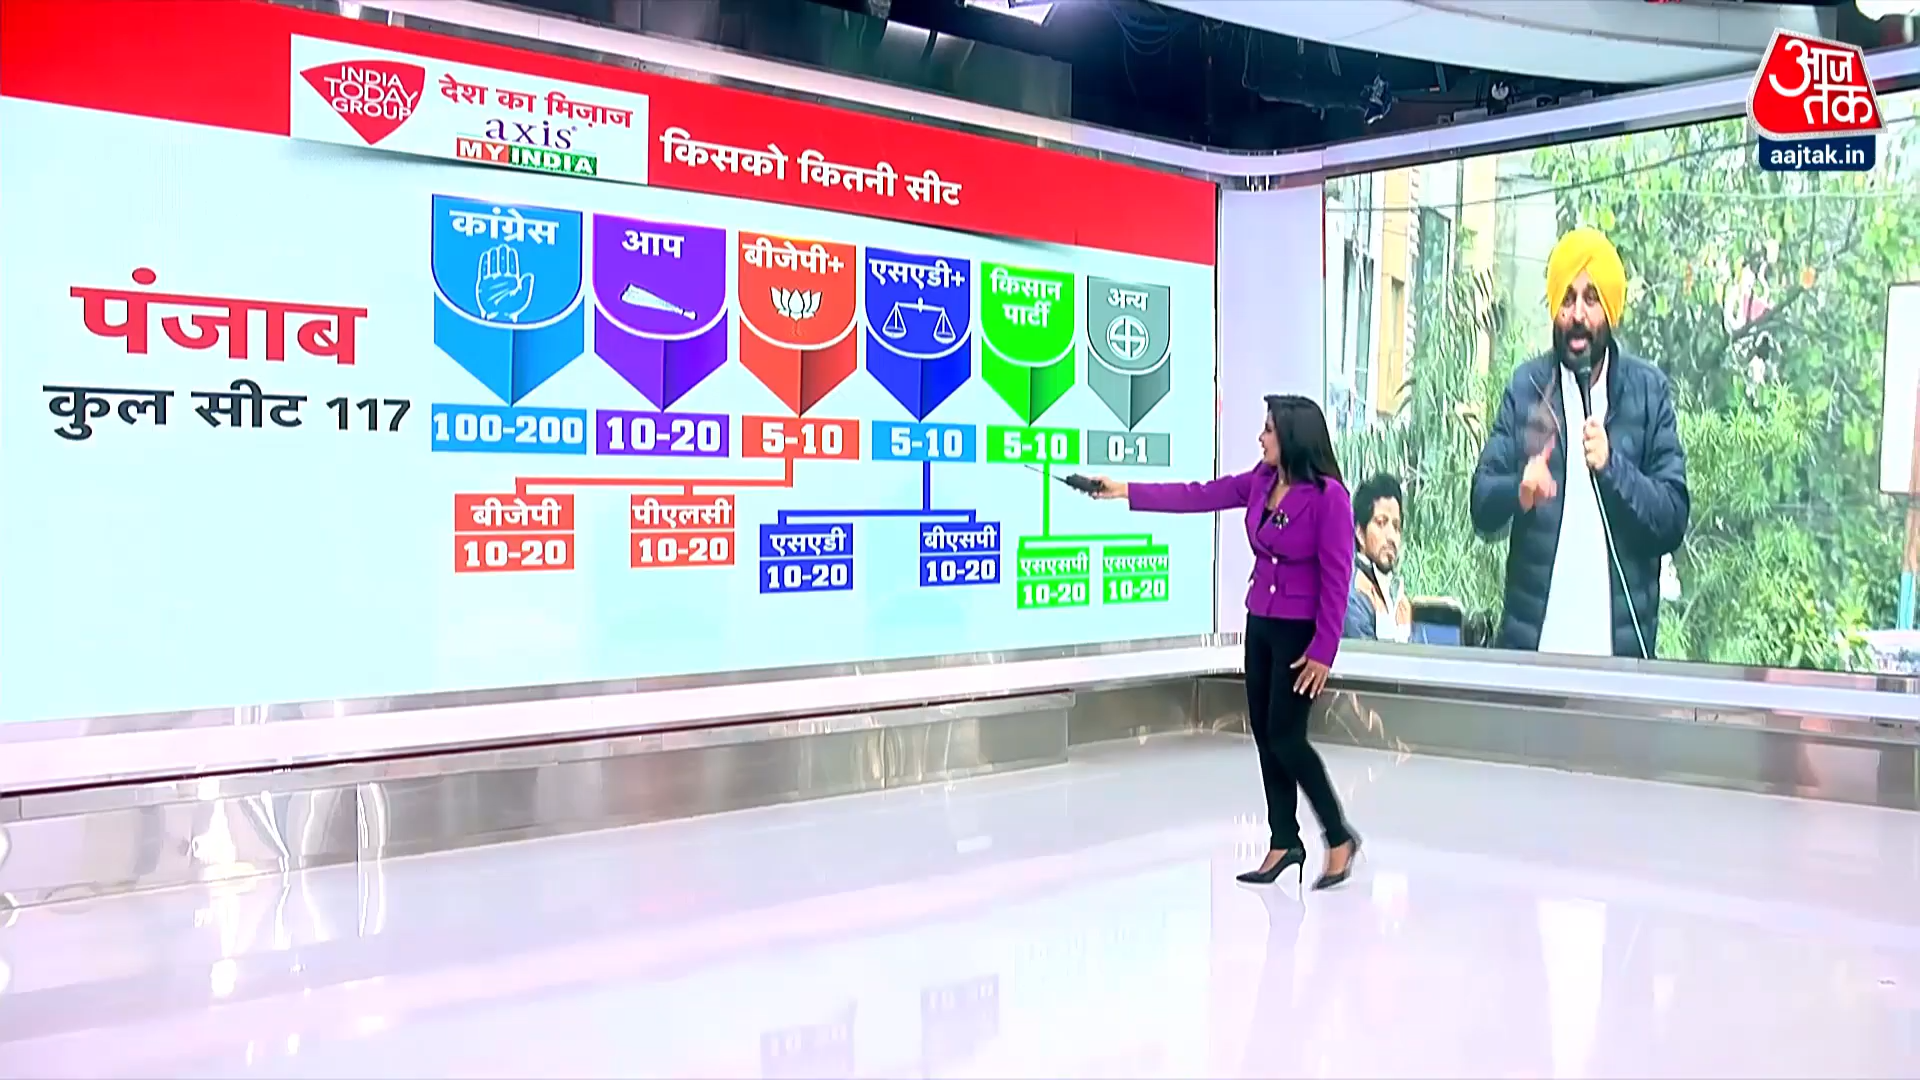 INDIA
TODAY
GROUP
देश का मिज़ाज
axis
MY INDIA
किसको कितनी सीट
आज
तक
aajtak.in
पंजाब
कुल सीट 117
कांग्रेस
100-200
आप
10-20
बीजेपी+
5-10
एसएडी+
5-10
किसान
पार्टी
5-10
अन्य
0-1
बीजेपी
10-20
पीएलसी
10-20
एसएडी
10-20
बीएसपी
10-20
एसएसपी
10-20
एसएसएम
10-20